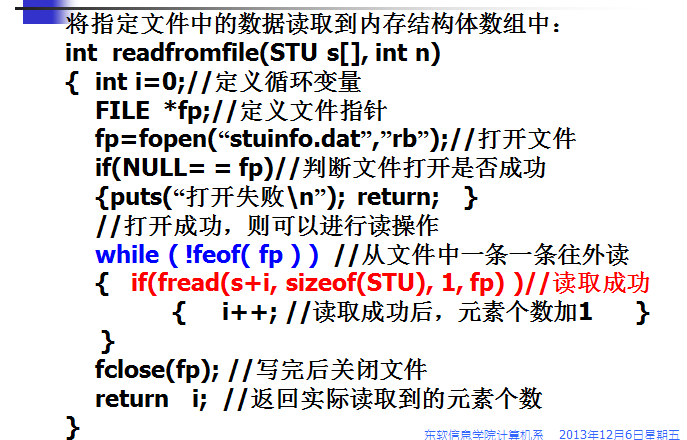 将指定文件中的数据读取到内存结构体数组中：
int readfromfile(STU s[], int n)
{ int i=0;//定义循环变量
FILE *fp;//定义文件指针
fp=fopen(“stuinfo.dat”,”rb”);//打开文件
if(NULL= = fp)//判断文件打开是否成功
{puts(“打开失败\n”); return; }
//打开成功，则可以进行读操作
while ( !feof( fp ) ) //从文件中一条一条往外读
{ if(fread(s+i, sizeof(STU), 1, fp) )//读取成功
{ i++; //读取成功后，元素个数加1 }
}
fclose(fp); //写完后关闭文件
return i; //返回实际读取到的元素个数
}
东软信息学院计算机系 2013年12月6日星期五